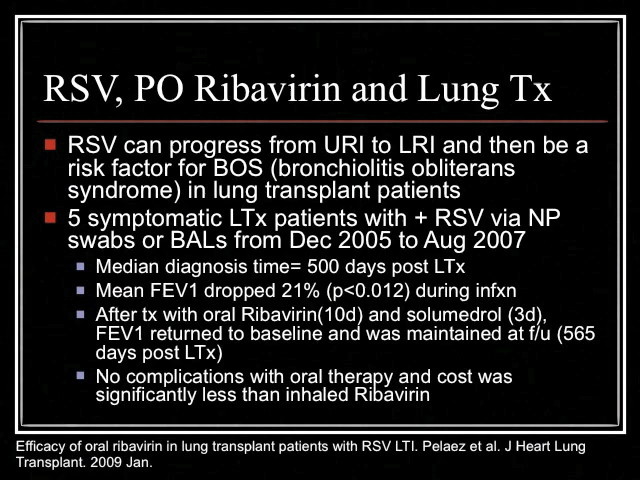 RSV, PO Ribavirin and Lung Tx
RSV can progress from URI to LRI and then be a
risk factor for BOS (bronchiolitis obliterans
syndrome) in lung transplant patients
5 symptomatic LTx patients with + RSV via NP
swabs or BALs from Dec 2005 to Aug 2007
Median diagnosis time= 500 days post LTx
Mean FEV1 dropped 21% (p<0.012) during infxn
After tx with oral Ribavirin(10d) and solumedrol (3d),
FEV1 returned to baseline and was maintained at f/u (565
days post LTx)
No complications with oral therapy and cost was
significantly less than inhaled Ribavirin
Efficacy of oral ribavirin in lung transplant patients with RSV LTI. Pelaez et al. J Heart Lung
Transplant. 2009 Jan.